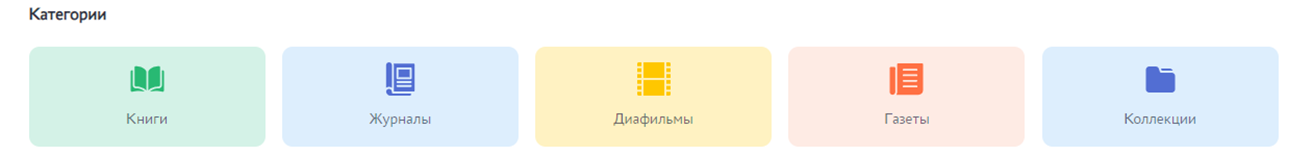 Категории
Книги
Журналы
Диафильмы
Газеты
Коллекции